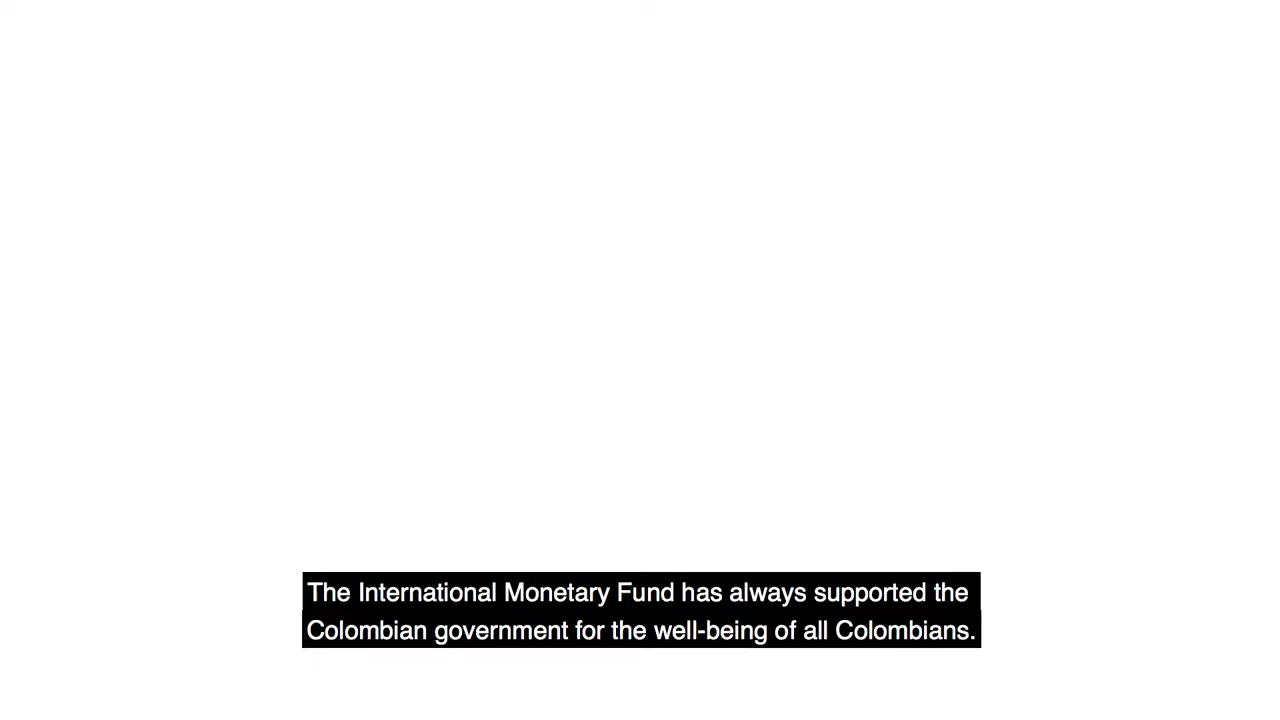 The International Monetary Fund has always supported the
Colombian government for the well-being of all Colombians.